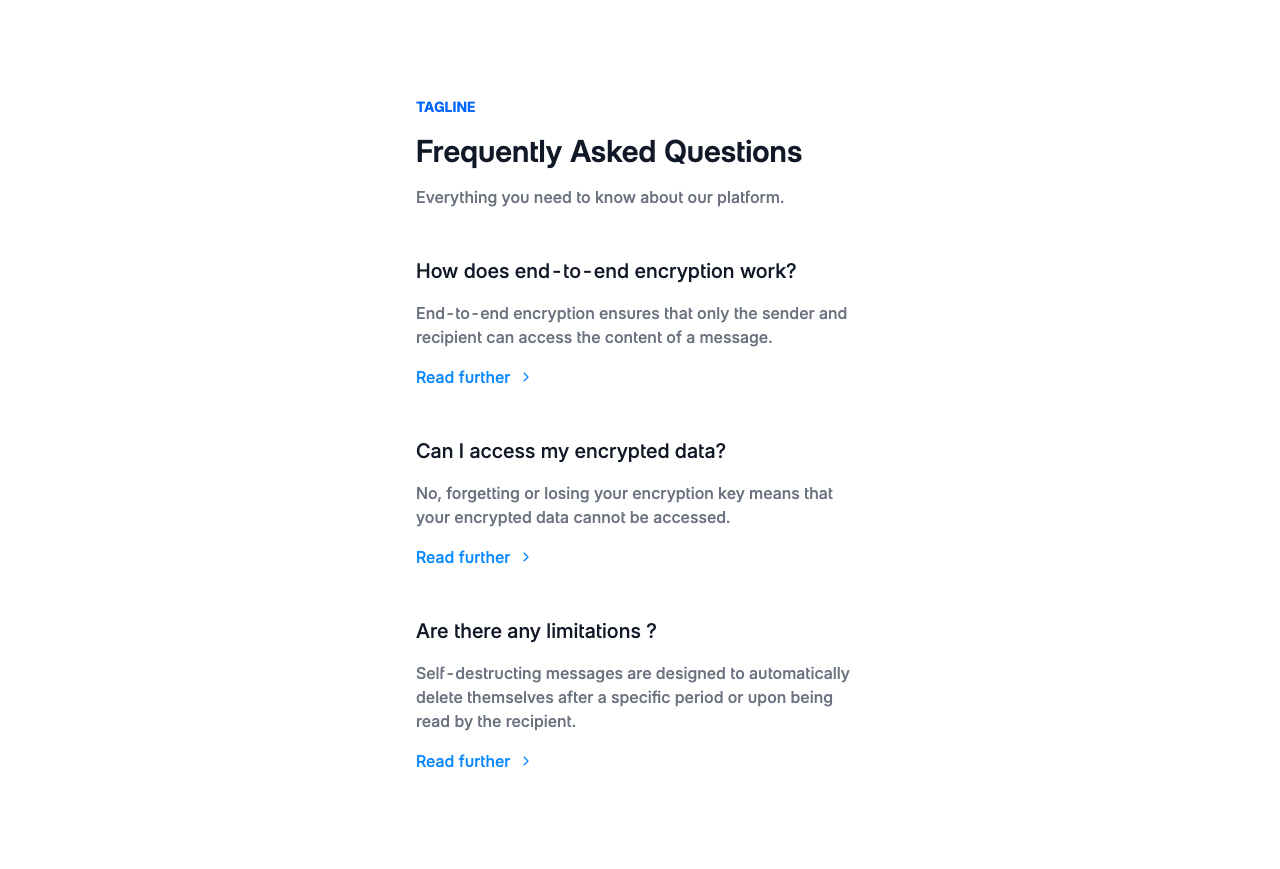 TAGLINE
Frequently Asked Questions
Everything you need to know about our platform.
How does end-to-end encryption work?
End-to-end encryption ensures that only the sender and
recipient can access the content of a message.
Read further
Can I access my encrypted data?
No, forgetting or losing your encryption key means that
your encrypted data cannot be accessed.
Read further
Are there any limitations ?
Self-destructing messages are designed to automatically
delete themselves after a specific period or upon being
read by the recipient.
Read further